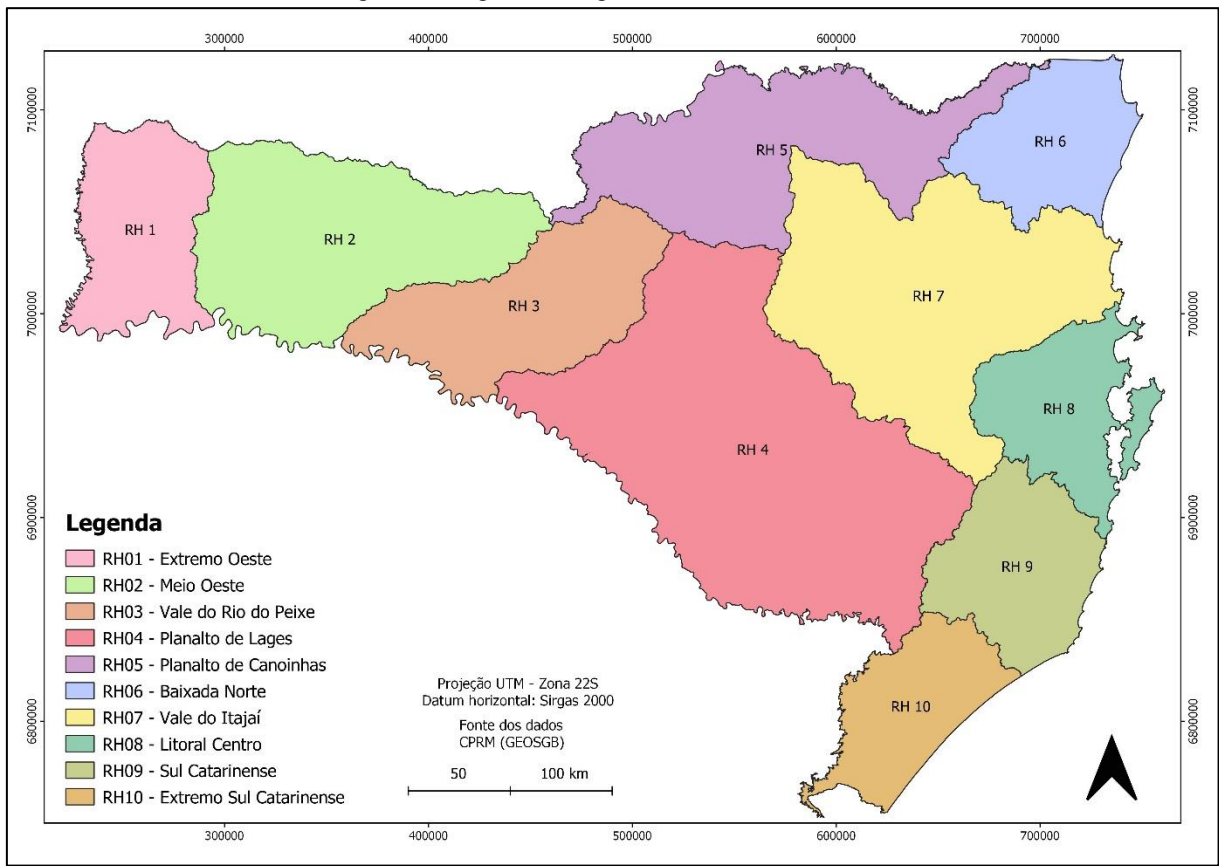 300000 400000 500000 600000 700000
7100000 7100000
7000000 7000000
6900000 6900000
6800000 6800000
RH 1
RH 2
RH 3
RH 4
RH 5
RH 6
RH 7
RH 8
RH 9
RH 10
Legenda
RH01 - Extremo Oeste
RH02 - Meio Oeste
RH03 - Vale do Rio do Peixe
RH04 - Planalto de Lages
RH05 - Planalto de Canoinhas
RH06 - Baixada Norte
RH07 - Vale do Itajaí
RH08 - Litoral Centro
RH09 - Sul Catarinense
RH10 - Extremo Sul Catarinense
Projeção UTM - Zona 22S
Datum horizontal: Sirgas 2000
Fonte dos dados
CPRM (GEOSGB)
50 100 km
300000 400000 500000 600000 700000